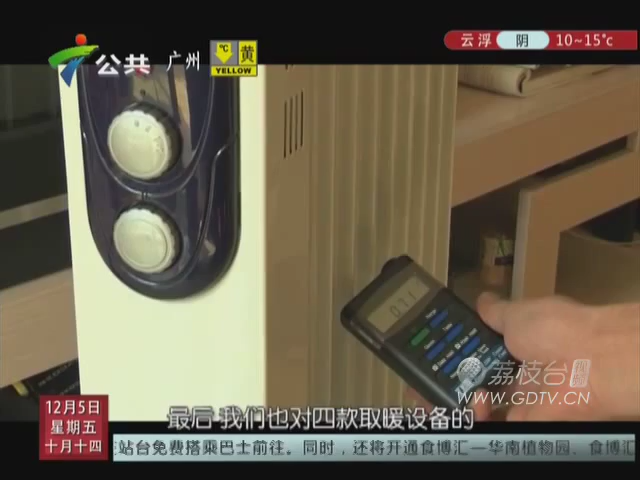 公共
广州
℃ 黄
YELLOW
云浮 阴 10~15℃
0.7.1
荔枝台
WWW.GDTV.CN
12月5日
星期五
十月十四
最后 我们也对四款取暖设备的
站台免费搭乘巴士前往。同时，还将开通食博汇—华南植物园、食博汇